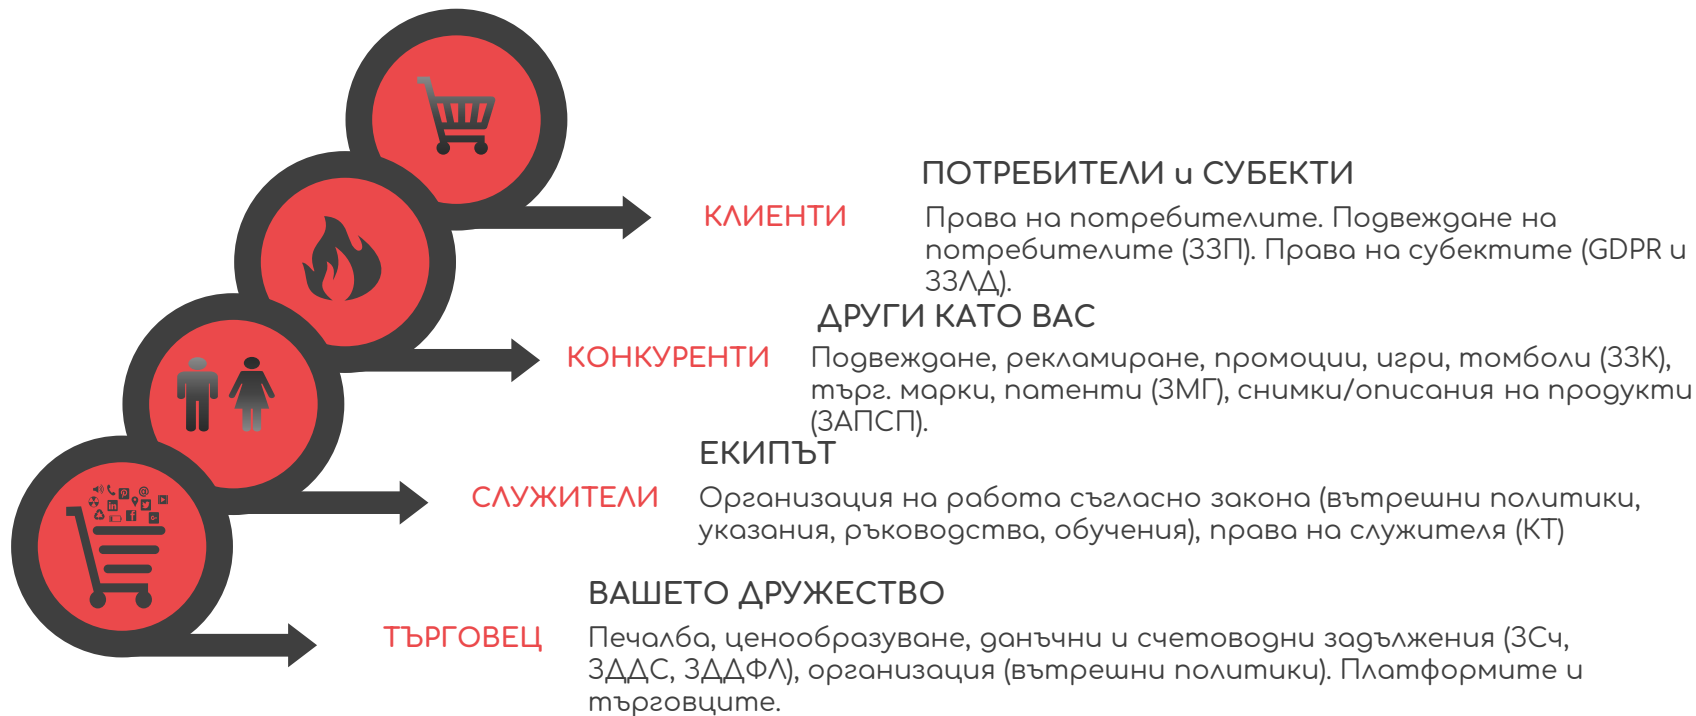 ПОТРЕБИТЕЛИ и СУБЕКТИ
КЛИЕНТИ
Права на потребителите. Подвеждане на
потребителите (ЗЗП). Права на субектите (GDPR и
ЗЗЛД).
ДРУГИ КАТО ВАС
КОНКУРЕНТИ
Подвеждане, рекламиране, промоции, игри, томболи (ЗЗК),
търг. марки, патенти (ЗМГ), снимки/описания на продукти
(ЗАПСП).
ЕКИПЪТ
СЛУЖИТЕЛИ
Организация на работа съгласно закона (вътрешни политики,
указания, ръководства, обучения), права на служителя (КТ)
ВАШЕТО ДРУЖЕСТВО
ТЪРГОВЕЦ
Печалба, ценообразуване, данъчни и счетоводни задължения (ЗСч,
ЗДДС, ЗДДФЛ), организация (вътрешни политики). Платформите и
търговците.